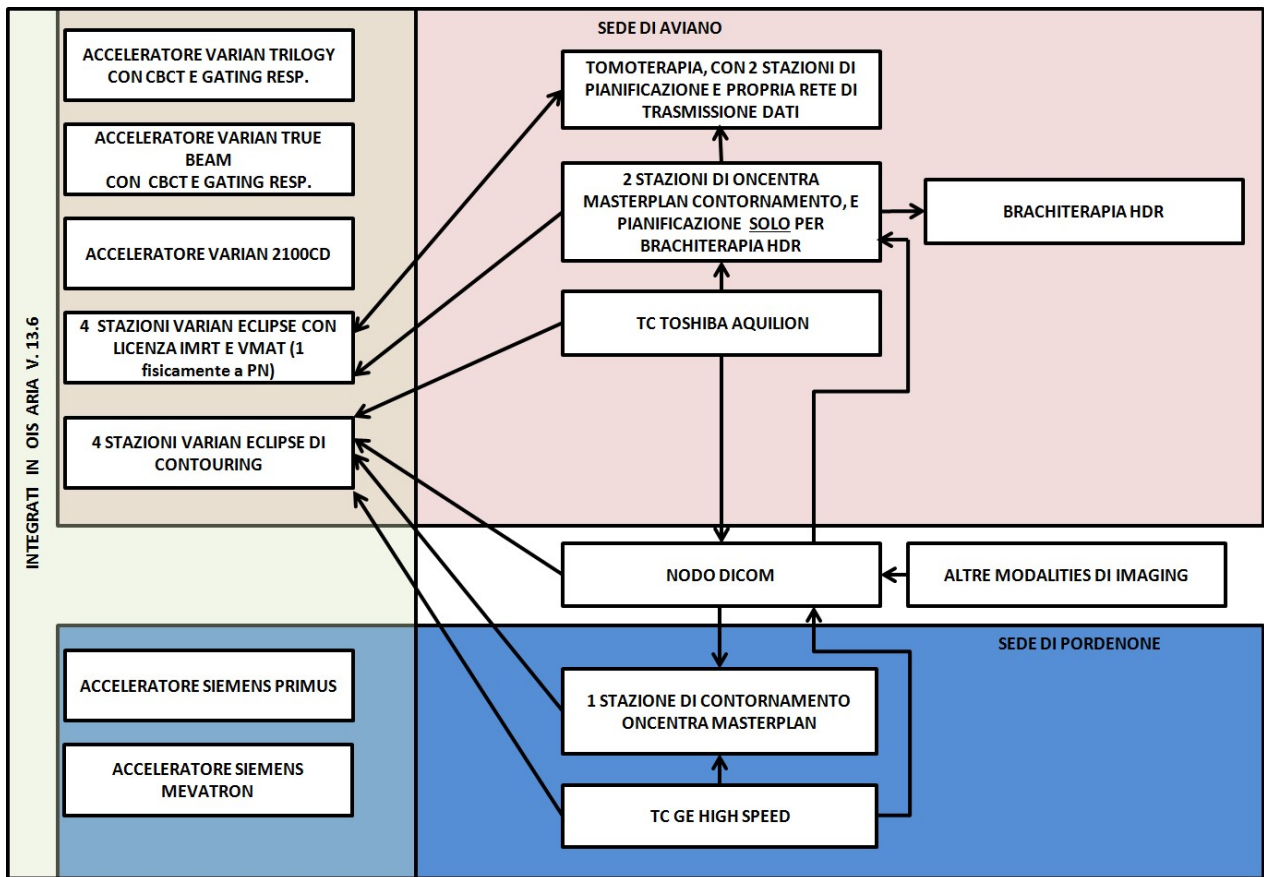 INTEGRATI IN OIS ARIA V. 13.6
ACCELERATORE VARIAN TRILOGY
CON CBCT E GATING RESP.
ACCELERATORE VARIAN TRUE
BEAM
CON CBCT E GATING RESP.
ACCELERATORE VARIAN 2100CD
4 STAZIONI VARIAN ECLIPSE CON
LICENZA IMRT E VMAT (1
fisicamente a PN)
4 STAZIONI VARIAN ECLIPSE DI
CONTOURING
SEDE DI AVIANO
TOMOTERAPIA, CON 2 STAZIONI DI
PIANIFICAZIONE E PROPRIA RETE DI
TRASMISSIONE DATI
2 STAZIONI DI ONCENTRA
MASTERPLAN CONTORNAMENTO, E
PIANIFICAZIONE SOLO PER
BRACHITERAPIA HDR
BRACHITERAPIA HDR
TC TOSHIBA AQUILION
NODO DICOM
ALTRE MODALITIES DI IMAGING
ACCELERATORE SIEMENS PRIMUS
ACCELERATORE SIEMENS
MEVATRON
SEDE DI PORDENONE
1 STAZIONE DI CONTORNAMENTO
ONCENTRA MASTERPLAN
TC GE HIGH SPEED